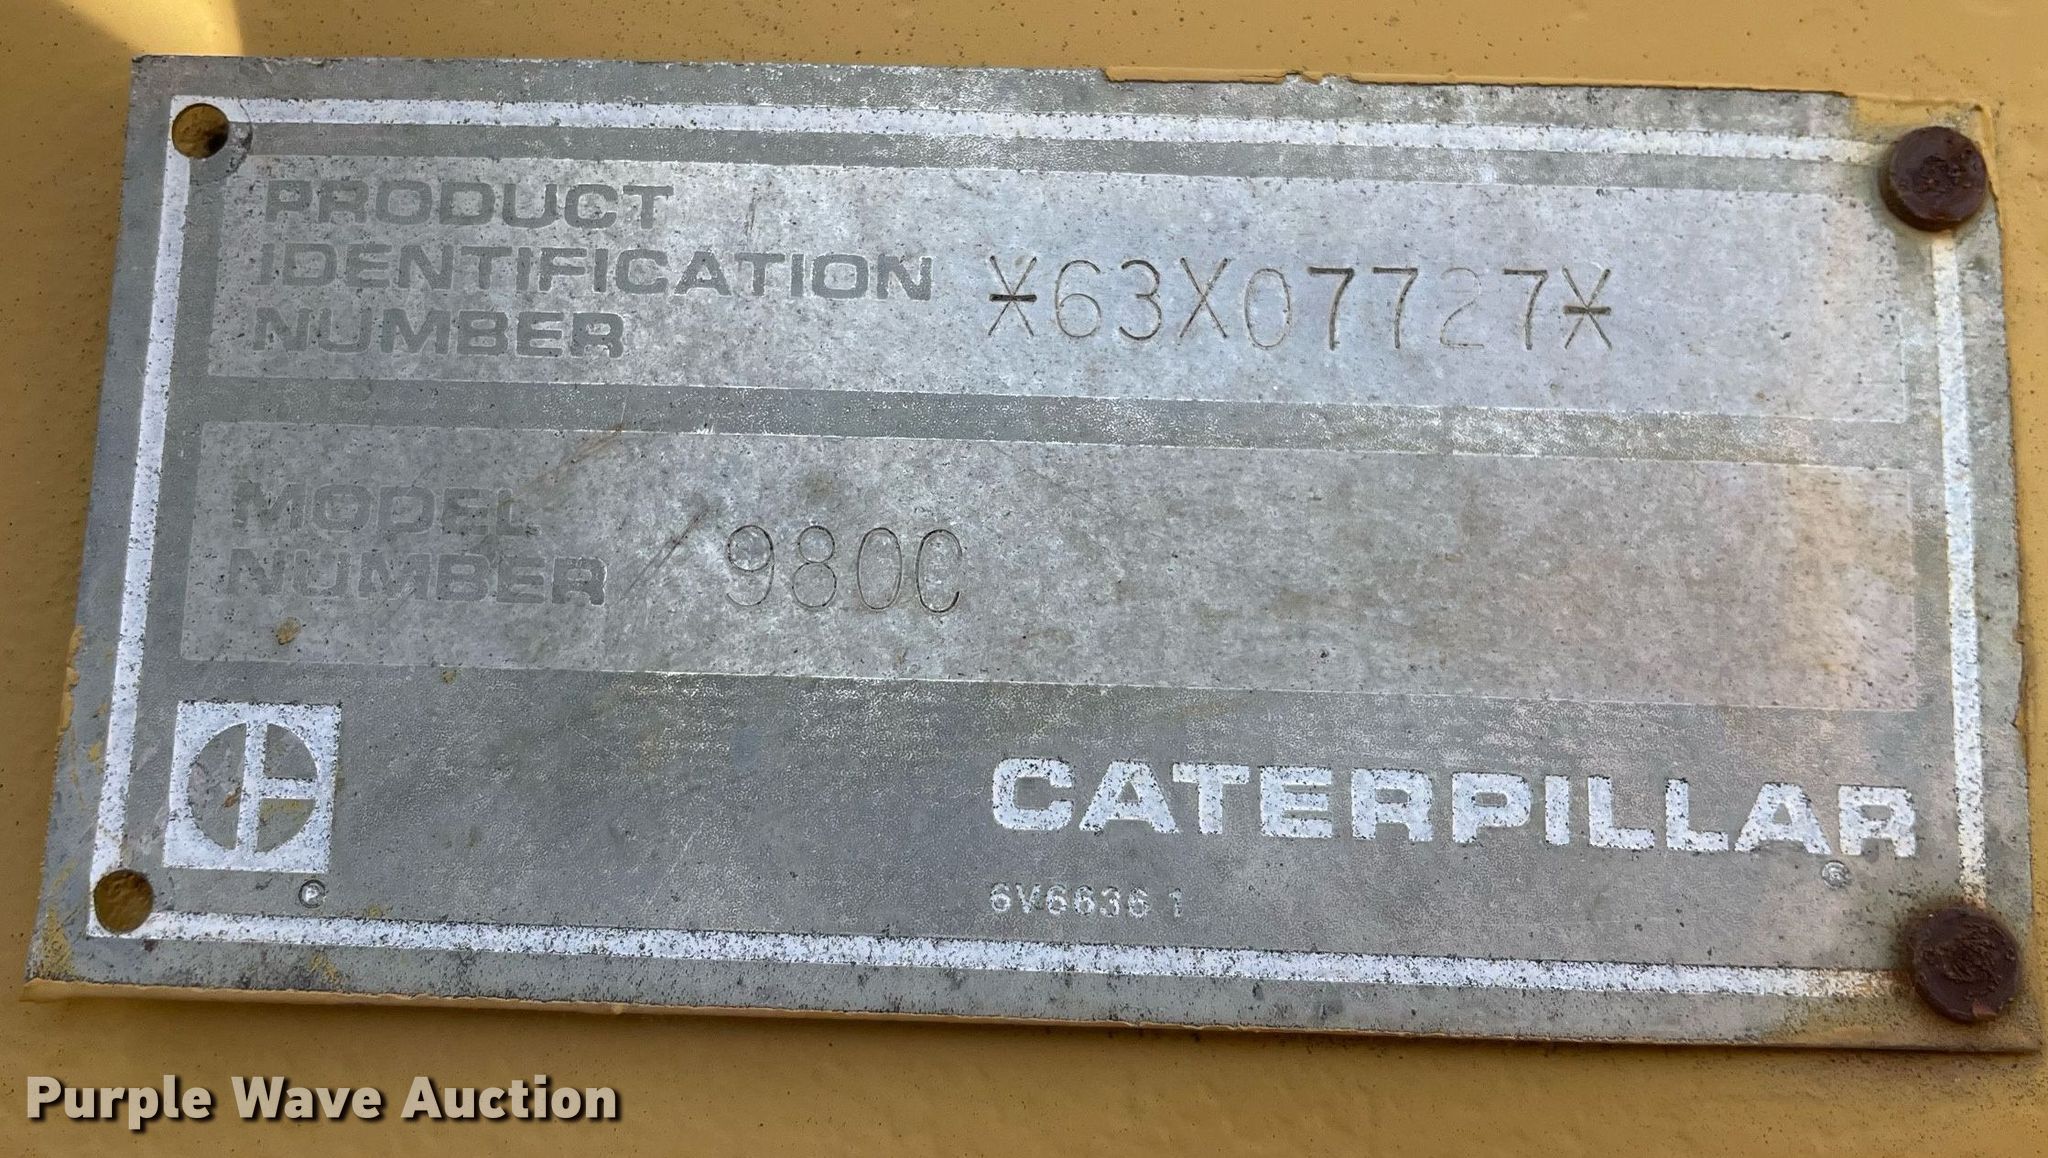 PRODUCT
IDENTIFICATION
NUMBER
*63X07727*
MODEL
NUMBER
980C
CATERPILLAR
®
®
6V6636 1
Purple Wave Auction